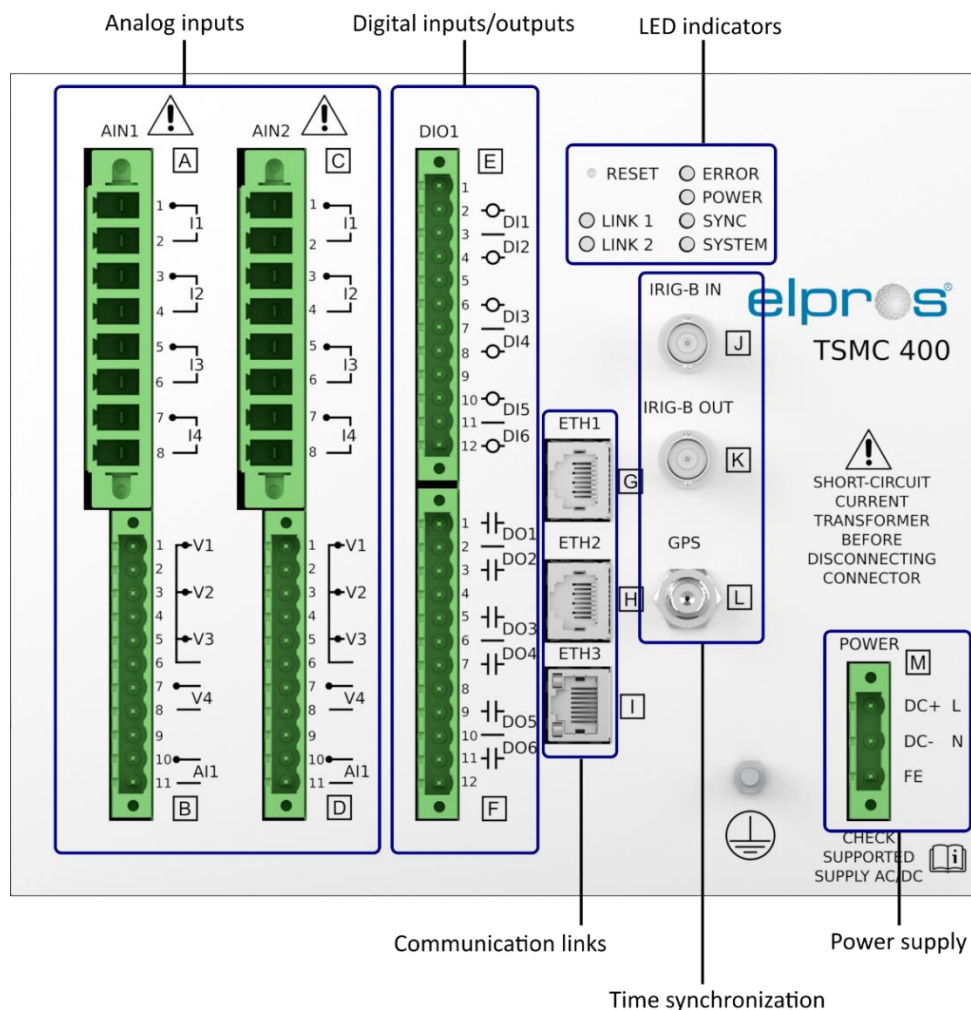 Analog inputs
Digital inputs/outputs
LED indicators
AIN1
A
1
2
3
4
5
6
7
8
I1
I2
I3
I4
1
2
3
4
5
6
7
8
9
10
11
V1
V2
V3
V4
AI1
B
AIN2
C
1
2
3
4
5
6
7
8
I1
I2
I3
I4
1
2
3
4
5
6
7
8
9
10
11
V1
V2
V3
V4
AI1
D
DIO1
E
1
2
3
4
5
6
7
8
9
10
11
12
DI1
DI2
DI3
DI4
DI5
DI6
1
2
3
4
5
6
7
8
9
10
11
12
DO1
DO2
DO3
DO4
DO5
DO6
F
RESET
ERROR
POWER
LINK 1
SYNC
LINK 2
SYSTEM
ETH1
G
ETH2
H
ETH3
I
IRIG-B IN
J
IRIG-B OUT
K
GPS
L
elpros®
TSMC 400
SHORT-CIRCUIT
CURRENT
TRANSFORMER
BEFORE
DISCONNECTING
CONNECTOR
POWER
M
DC+ L
DC- N
FE
CHECK
SUPPORTED
SUPPLY AC/DC
i
Communication links
Power supply
Time synchronization